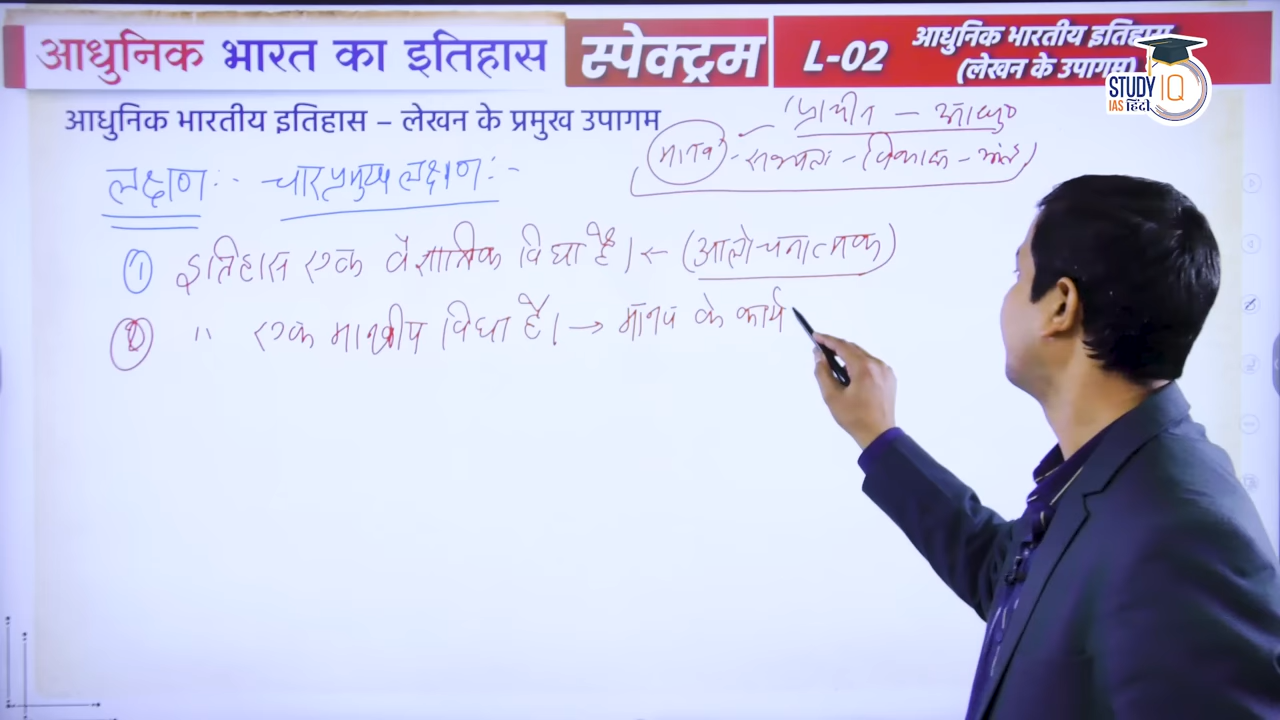 आधुनिक भारत का इतिहास
स्पेक्ट्रम
L-02
आधुनिक भारतीय इतिहास
(लेखन के उपागम)
STUDY IQ
IAS हिंदी
आधुनिक भारतीय इतिहास – लेखन के प्रमुख उपागम
प्राचीन –
मानव - सभ्यता - विकास -
लक्षण :- चार प्रमुख लक्षण :-
① इतिहास एक वैज्ञानिक विधा है। ← (आलोचनात्मक)
② " एक मानवीय विधा है। → मानव के कार्य